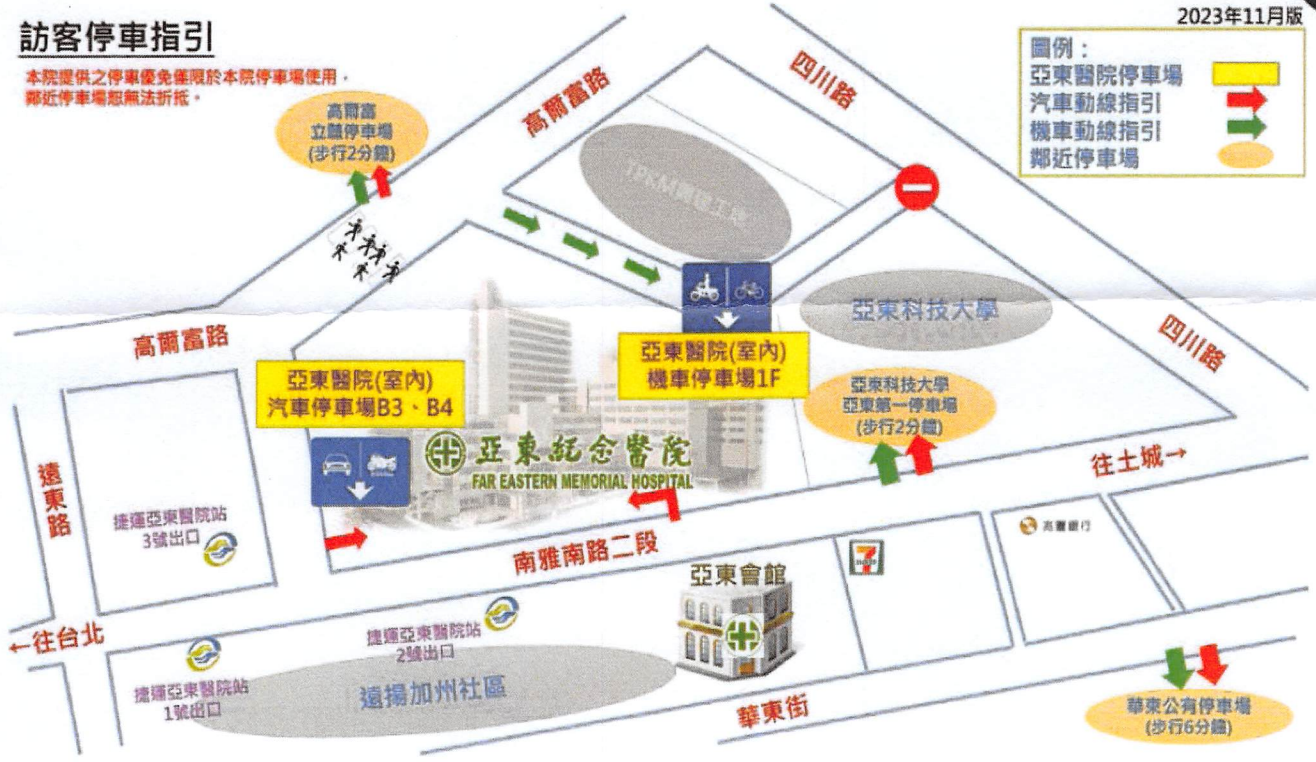 訪客停車指引
2023年11月版
本院提供之停車優免僅限於本院停車場使用，
鄰近停車場恕無法折抵。
圖例：
亞東醫院停車場
汽車動線指引
機車動線指引
鄰近停車場
高爾富
立體停車場
(步行2分鐘)
高爾富路
四川路
亞東科技大學
高爾富路
四川路
亞東醫院(室內)
機車停車場1F
亞東醫院(室內)
汽車停車場B3、B4
亞東科技大學
亞東第一停車場
(步行2分鐘)
亞東紀念醫院
FAR EASTERN MEMORIAL HOSPITAL
往土城→
遠東路
捷運亞東醫院站
3號出口
南雅南路二段
兆豐銀行
7
亞東會館
←往台北
捷運亞東醫院站
2號出口
捷運亞東醫院站
1號出口
遠揚加州社區
華東街
華東公有停車場
(步行6分鐘)